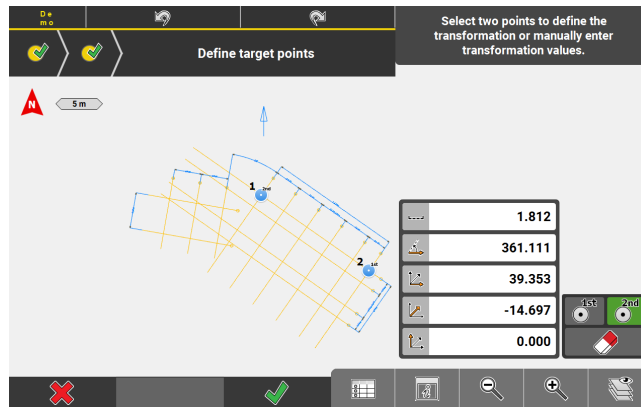 De
mo
Select two points to define the
transformation or manually enter
transformation values.
Define target points
N
5 m
1
2nd
2
1st
1.812
361.111
39.353
-14.697
0.000
1st
2nd